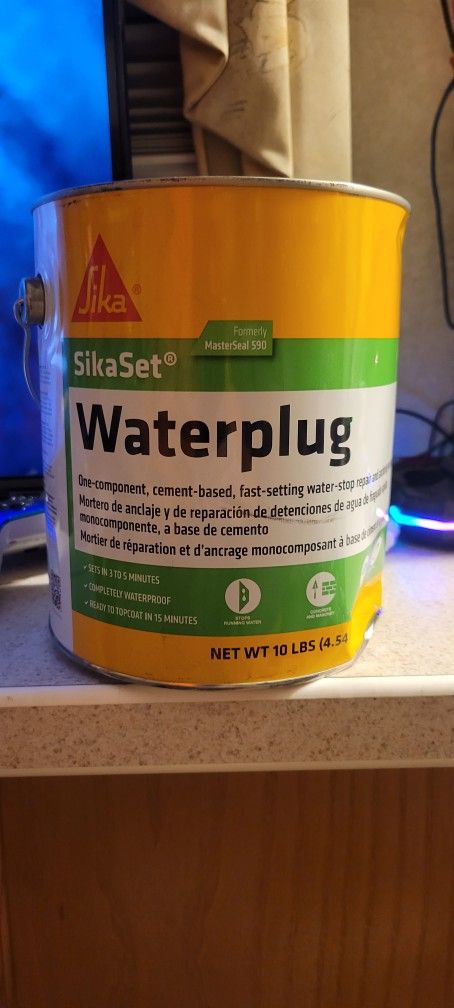 Sika®
Formerly
MasterSeal 590
SikaSet®
Waterplug
One-component, cement-based, fast-setting water-stop repair and
Mortero de anclaje y de reparación de detenciones de agua de fraguado
monocomponente, a base de cemento
Mortier de réparation et d'ancrage monocomposant à base de
✓ SETS IN 3 TO 5 MINUTES
✓ COMPLETELY WATERPROOF
✓ READY TO TOPCOAT IN 15 MINUTES
STOPS
RUNNING WATER
CONCRETE
AND MASONRY
NET WT 10 LBS (4.54